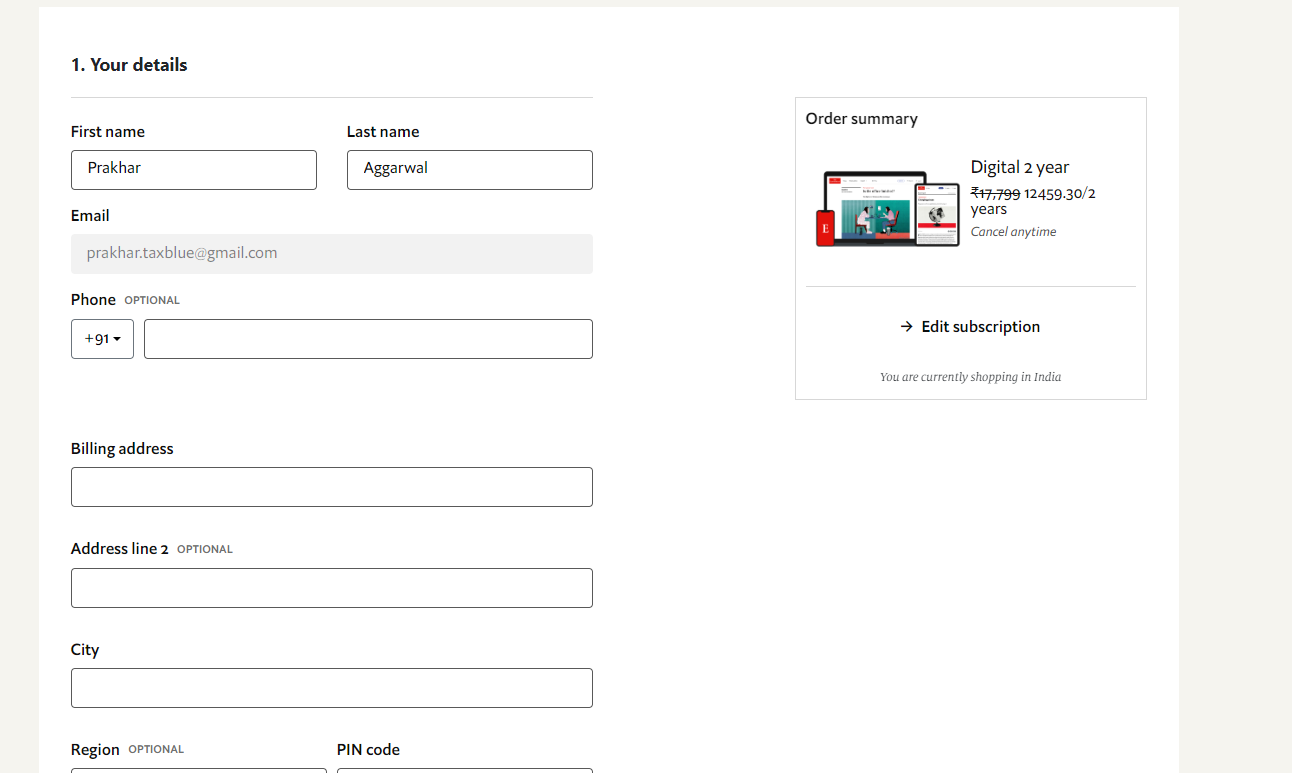 1. Your details
First name
Last name
Prakhar
Aggarwal
Email
prakhar.taxblue@gmail.com
Phone OPTIONAL
+91
Billing address
Address line 2 OPTIONAL
City
Region OPTIONAL
PIN code
Order summary
E
Digital 2 year
₹17,799 12459.30/2
years
Cancel anytime
→ Edit subscription
You are currently shopping in India